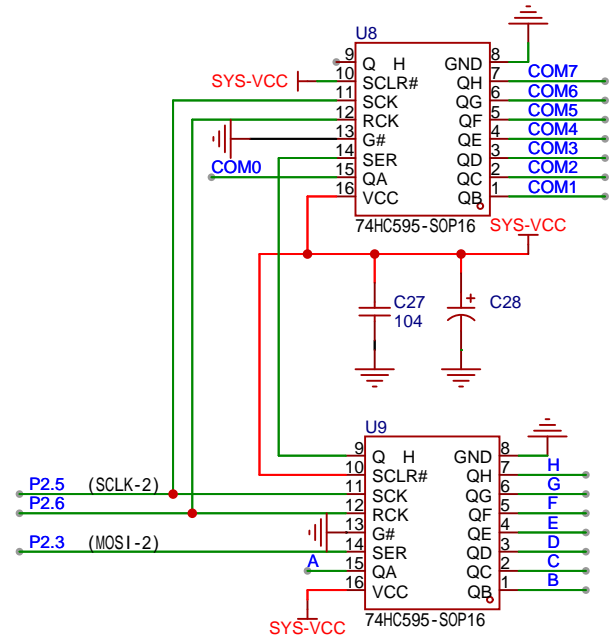 U8
9 Q H GND 8
SYS-VCC 10 SCLR# QH 7 COM7
11 SCK QG 6 COM6
12 RCK QF 5 COM5
13 G# QE 4 COM4
14 SER QD 3 COM3
COM0 15 QA QC 2 COM2
16 VCC QB 1 COM1
74HC595-SOP16 SYS-VCC
C27 C28
104
U9
9 Q H GND 8
10 SCLR# QH 7 H
P2.5 (SCLK-2) 11 SCK QG 6 G
P2.6 12 RCK QF 5 F
13 G# QE 4 E
P2.3 (MOSI-2) 14 SER QD 3 D
A 15 QA QC 2 C
16 VCC QB 1 B
74HC595-SOP16
SYS-VCC